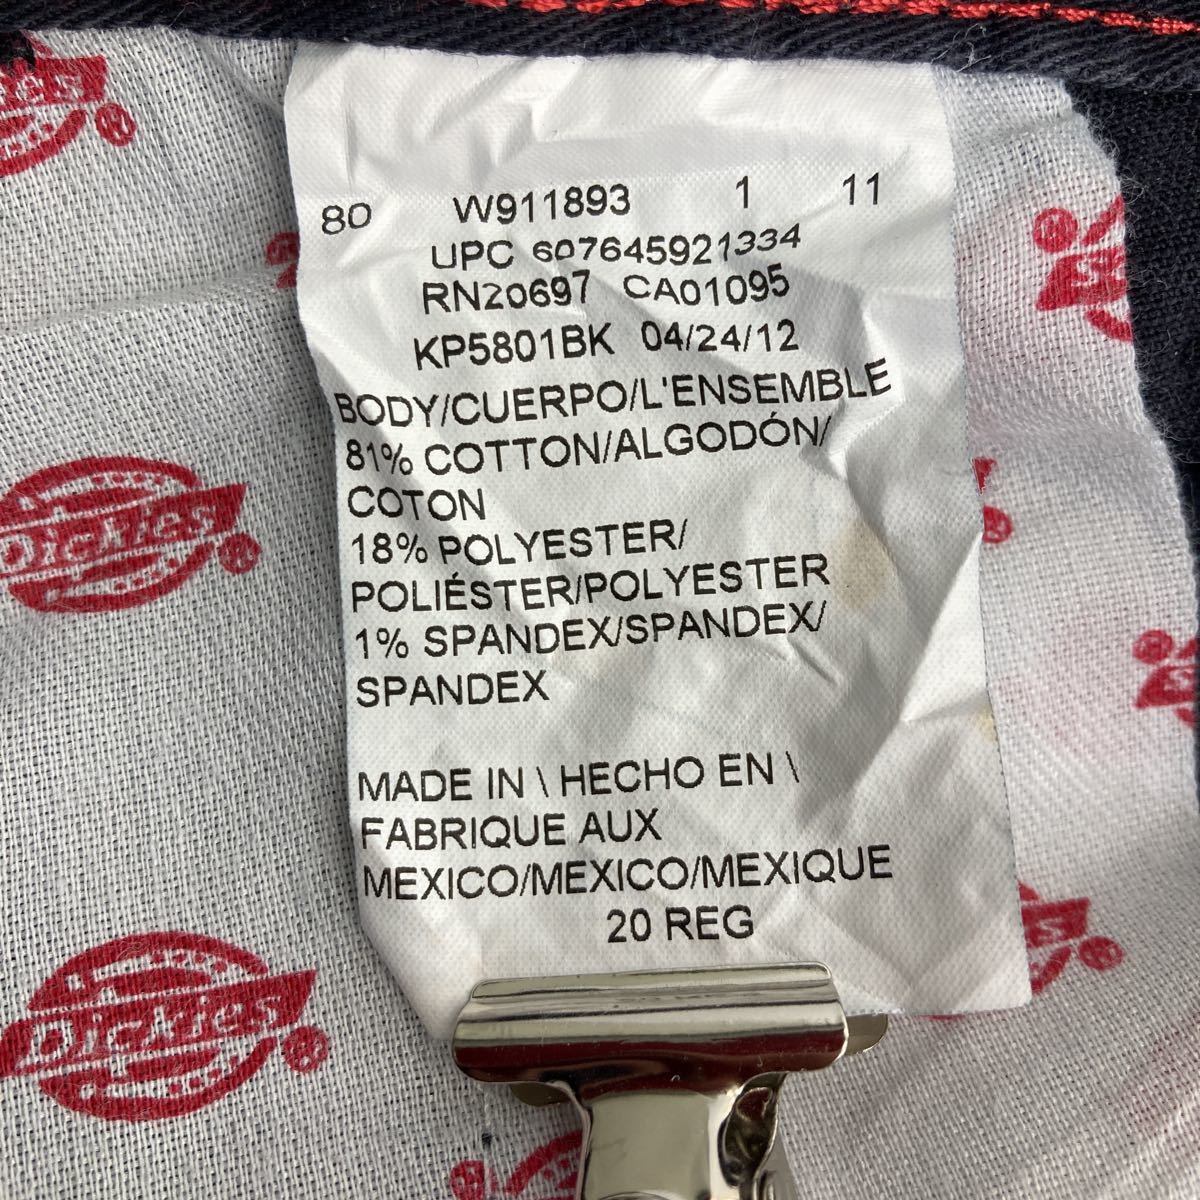 80 W911893 1 11
UPC 607645921334
RN20697 CA01095
KP5801BK 04/24/12
BODY/CUERPO/L'ENSEMBLE
81% COTTON/ALGODÓN/
COTON
18% POLYESTER/
POLIÉSTER/POLYESTER
1% SPANDEX/SPANDEX/
SPANDEX
MADE IN \ HECHO EN \
FABRIQUE AUX
MEXICO/MEXICO/MEXIQUE
20 REG
Dickies®
Dickies®